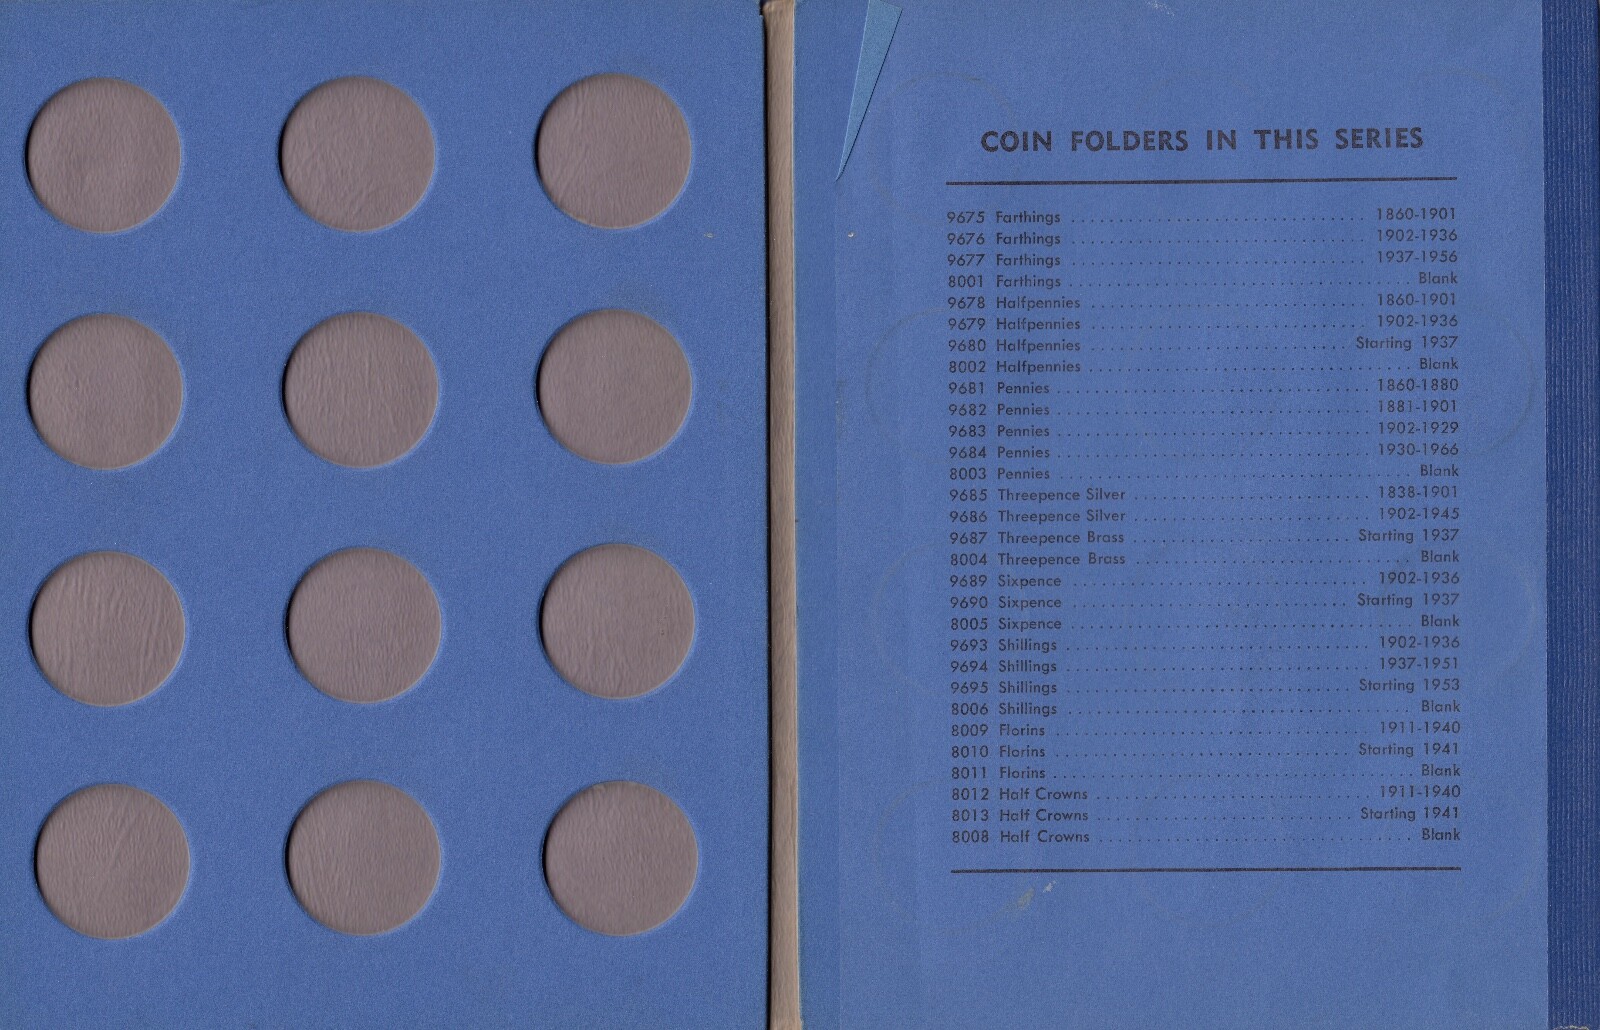 COIN FOLDERS IN THIS SERIES
9675 Farthings ................................ 1860-1901
9676 Farthings ................................ 1902-1936
9677 Farthings ................................ 1937-1956
8001 Farthings .................................... Blank
9678 Halfpennies .............................. 1860-1901
9679 Halfpennies .............................. 1902-1936
9680 Halfpennies ............................ Starting 1937
8002 Halfpennies .................................. Blank
9681 Pennies .................................. 1860-1880
9682 Pennies .................................. 1881-1901
9683 Pennies .................................. 1902-1929
9684 Pennies .................................. 1930-1966
8003 Pennies ...................................... Blank
9685 Threepence Silver ......................... 1838-1901
9686 Threepence Silver ......................... 1902-1945
9687 Threepence Brass ....................... Starting 1937
8004 Threepence Brass ............................. Blank
9689 Sixpence ................................ 1902-1936
9690 Sixpence .............................. Starting 1937
8005 Sixpence ..................................... Blank
9693 Shillings ................................. 1902-1936
9694 Shillings ................................. 1937-1951
9695 Shillings ............................... Starting 1953
8006 Shillings ..................................... Blank
8009 Florins .................................. 1911-1940
8010 Florins ................................ Starting 1941
8011 Florins ....................................... Blank
8012 Half Crowns .............................. 1911-1940
8013 Half Crowns ............................ Starting 1941
8008 Half Crowns .................................. Blank